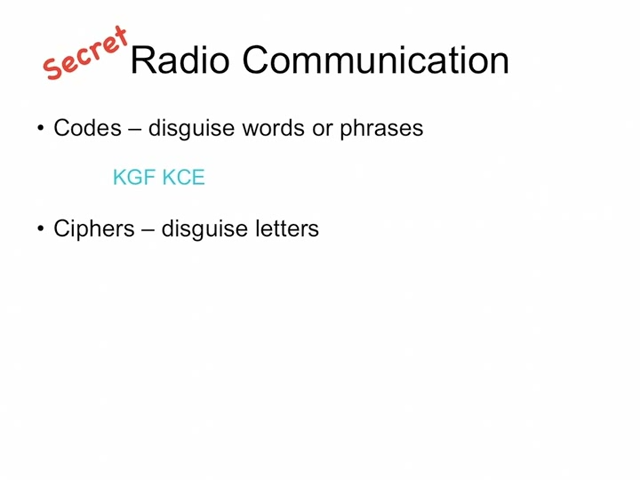 Secret
Radio Communication
• Codes – disguise words or phrases
KGF KCE
• Ciphers – disguise letters